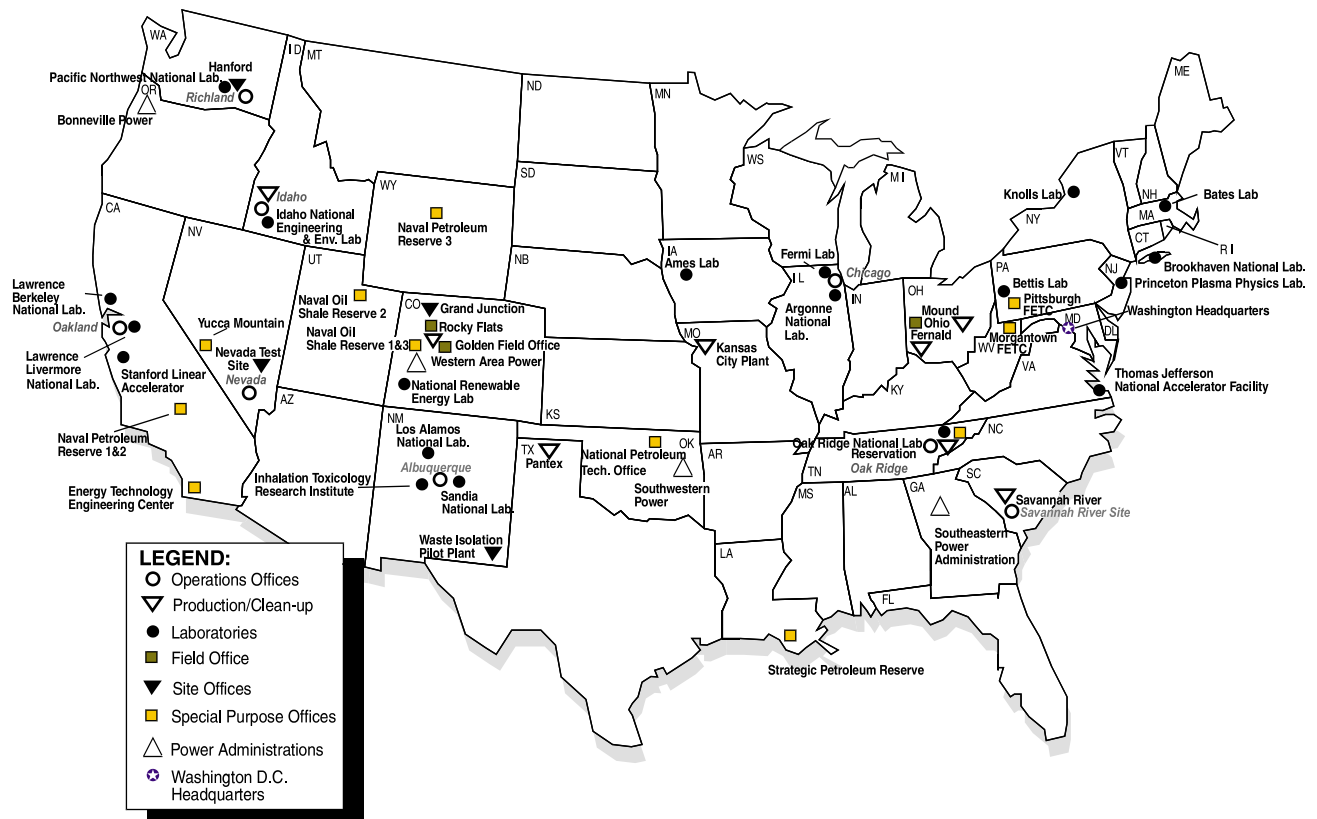 WA
Hanford
Pacific Northwest National Lab.
Richland
OR
Bonneville Power
ID
MT
ND
MN
SD
WY
Naval Petroleum
Reserve 3
Idaho
Idaho National
Engineering
& Env. Lab
CA
NV
UT
NB
IA
Ames Lab
WS
MI
Fermi Lab
Chicago
IL
IN
Argonne
National
Lab.
OH
Mound
Ohio
Fernald
ME
VT
NH
MA
CT
RI
NY
Knolls Lab
Bates Lab
Brookhaven National Lab.
PA
NJ
Princeton Plasma Physics Lab.
Bettis Lab
Pittsburgh
FETC
Washington Headquarters
MD
DL
Morgantown
FETC
WV
VA
Thomas Jefferson
National Accelerator Facility
Lawrence
Berkeley
National Lab.
Oakland
Lawrence
Livermore
National Lab.
Stanford Linear
Accelerator
Yucca Mountain
Nevada Test
Site
Nevada
Naval Petroleum
Reserve 1&2
Energy Technology
Engineering Center
Naval Oil
Shale Reserve 2
Naval Oil
Shale Reserve 1&3
CO
Grand Junction
Rocky Flats
Golden Field Office
Western Area Power
National Renewable
Energy Lab
MO
Kansas
City Plant
KS
KY
AZ
NM
Los Alamos
National Lab.
Albuquerque
Inhalation Toxicology
Research Institute
Sandia
National Lab.
Waste Isolation
Pilot Plant
TX
Pantex
OK
National Petroleum
Tech. Office
Southwestern
Power
AR
TN
Oak Ridge National Lab.
Reservation
Oak Ridge
NC
SC
Savannah River
Savannah River Site
MS
AL
GA
Southeastern
Power
Administration
LA
FL
Strategic Petroleum Reserve
LEGEND:
Operations Offices
Production/Clean-up
Laboratories
Field Office
Site Offices
Special Purpose Offices
Power Administrations
Washington D.C.
Headquarters